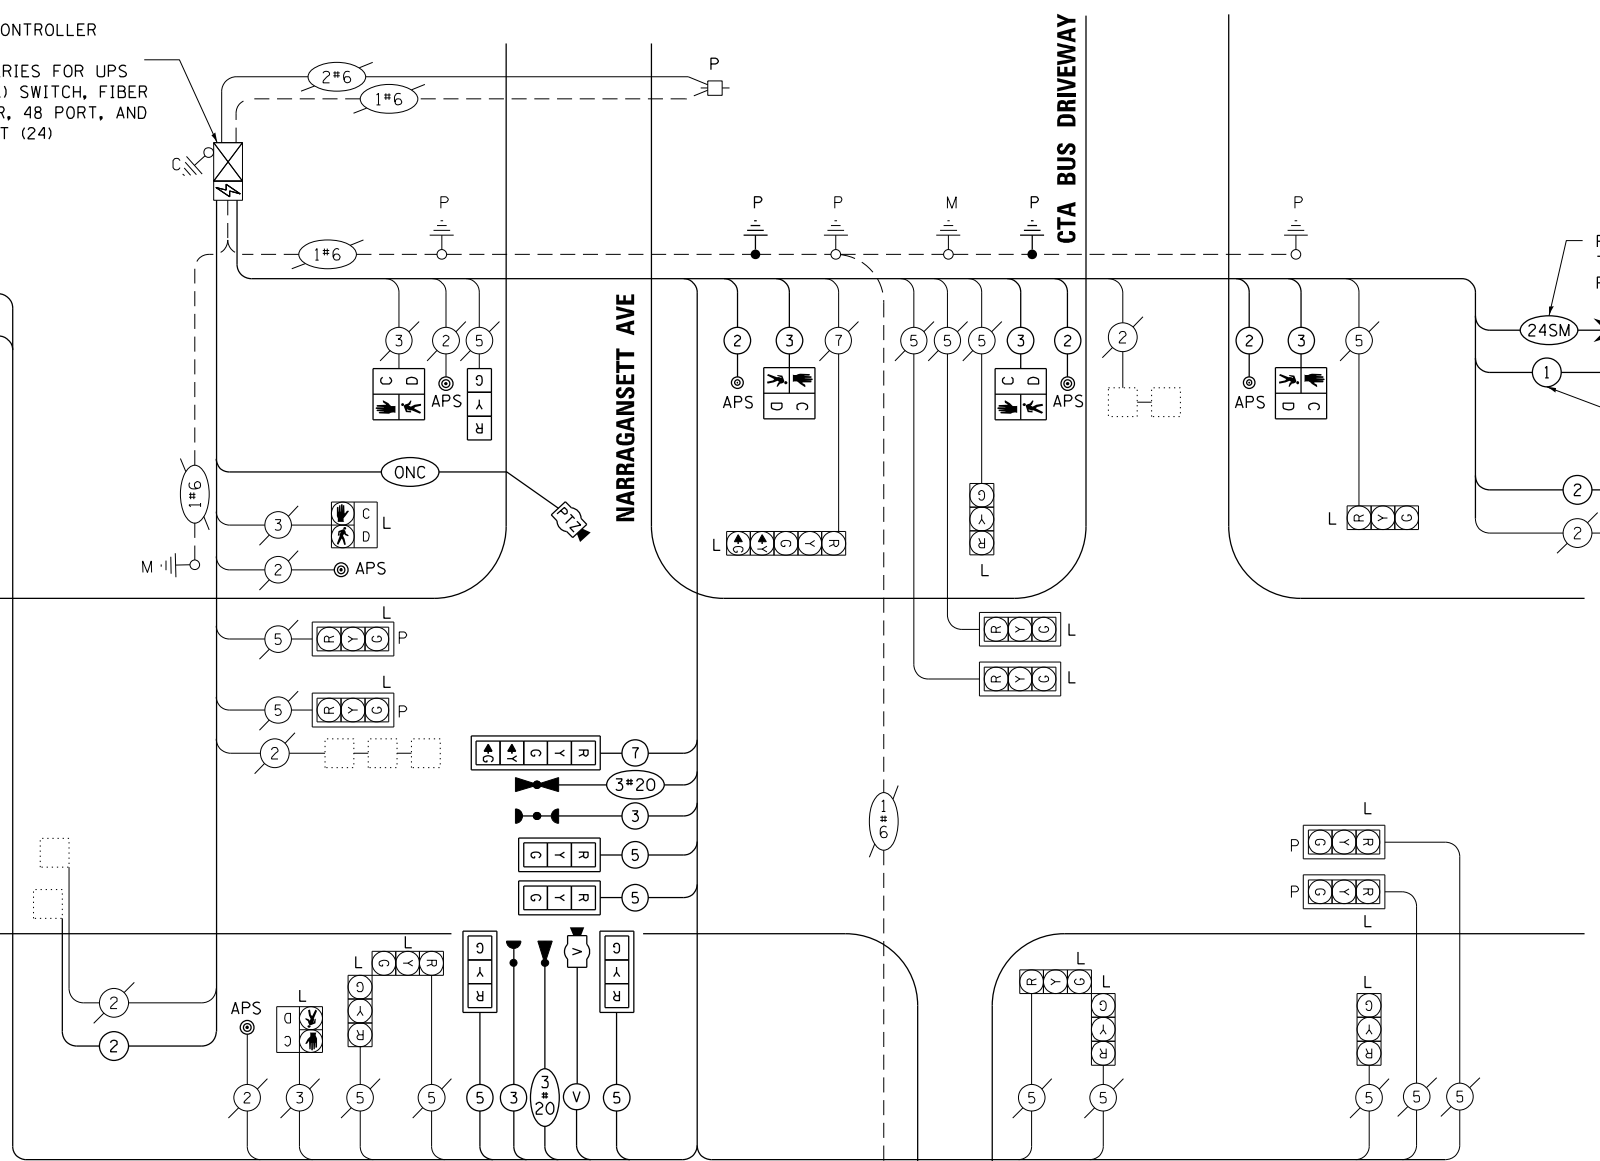 ONTROLLER
RIES FOR UPS
) SWITCH, FIBER
R, 48 PORT, AND
T (24)
2#6
1#6
P
C
CTA BUS DRIVEWAY
P
P
P
M
P
P
1#6
NARRAGANSETT AVE
3
2
5
2
3
7
5
5
5
3
2
2
2
3
5
24SM
1
C D
APS
G
Y
R
APS
D C
C D
APS
APS
D C
ONC
PTZ
1#6
3
C
D
L
M
2
APS
L G Y G Y R
G
Y
R
L
L R Y G
2
2
5
L
R Y G P
5
L
R Y G P
2
R Y G L
R Y G L
G Y G Y R 7
3#20
3
G Y R 5
G Y R 5
1#6
L
P G Y R
P G Y R
L
2
2
APS
L
D
C
L
G Y R
L
G
Y
R
G
Y
R
V
G
Y
R
L
R Y G
L
G
Y
R
L
G
Y
R
2
3
5
5
5
3
3#20
V
5
5
5
5
5
5